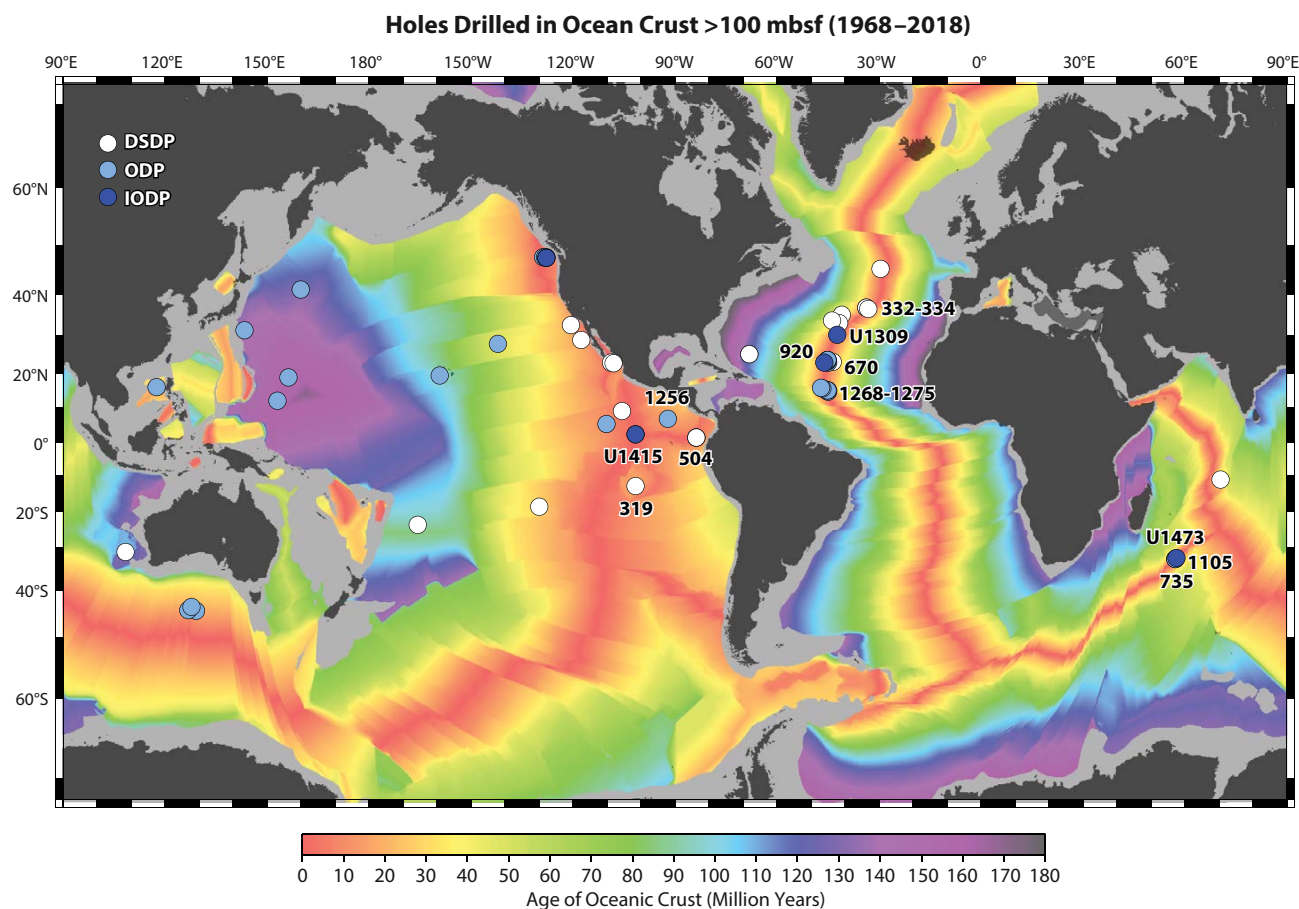 Holes Drilled in Ocean Crust >100 mbsf (1968–2018)
90°E 120°E 150°E 180° 150°W 120°W 90°W 60°W 30°W 0° 30°E 60°E 90°E
DSDP
ODP
IODP
60°N
40°N
20°N
0°
20°S
40°S
60°S
332-334
U1309
920
670
1268-1275
1256
U1415
504
319
U1473
1105
735
0 10 20 30 40 50 60 70 80 90 100 110 120 130 140 150 160 170 180
Age of Oceanic Crust (Million Years)